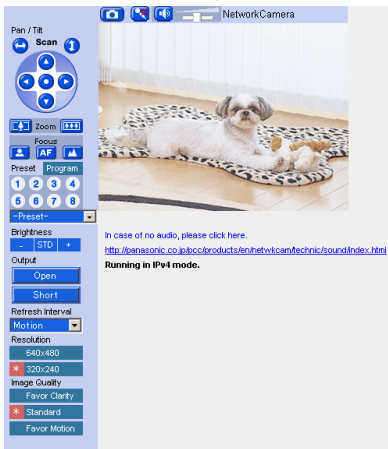 NetworkCamera
Pan / Tilt
Scan
Zoom
Focus
AF
Preset Program
1 2 3 4
5 6 7 8
-Preset-
Brightness
- STD +
Output
Open
Short
Refresh Interval
Motion
Resolution
640x480
* 320x240
Image Quality
Favor Clarity
* Standard
Favor Motion
In case of no audio, please click here.
http://panasonic.co.jp/pcc/products/en/netwkcam/technic/sound/index.html
Running in IPv4 mode.